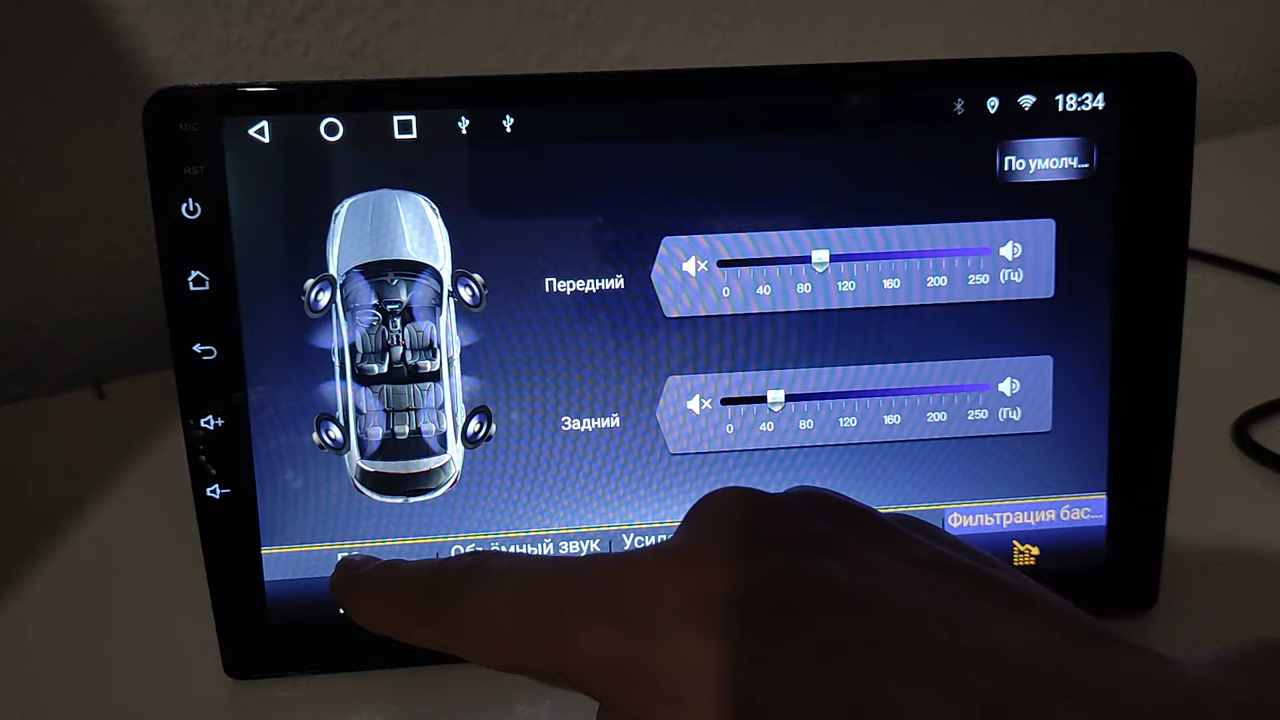 MIC
18:34
RST
По умолч...
Передний
0 40 80 120 160 200 250 (Гц)
Задний
0 40 80 120 160 200 250 (Гц)
Объёмный звук
Фильтрация бас...